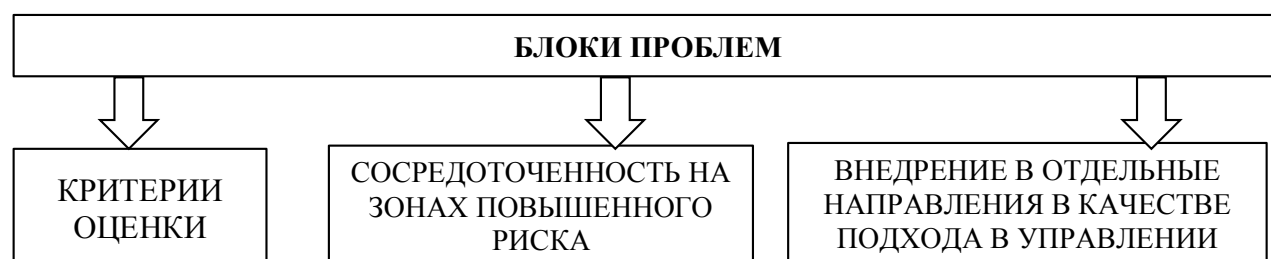 БЛОКИ ПРОБЛЕМ
КРИТЕРИИ
ОЦЕНКИ
СОСРЕДОТОЧЕННОСТЬ НА
ЗОНАХ ПОВЫШЕННОГО
РИСКА
ВНЕДРЕНИЕ В ОТДЕЛЬНЫЕ
НАПРАВЛЕНИЯ В КАЧЕСТВЕ
ПОДХОДА В УПРАВЛЕНИИ